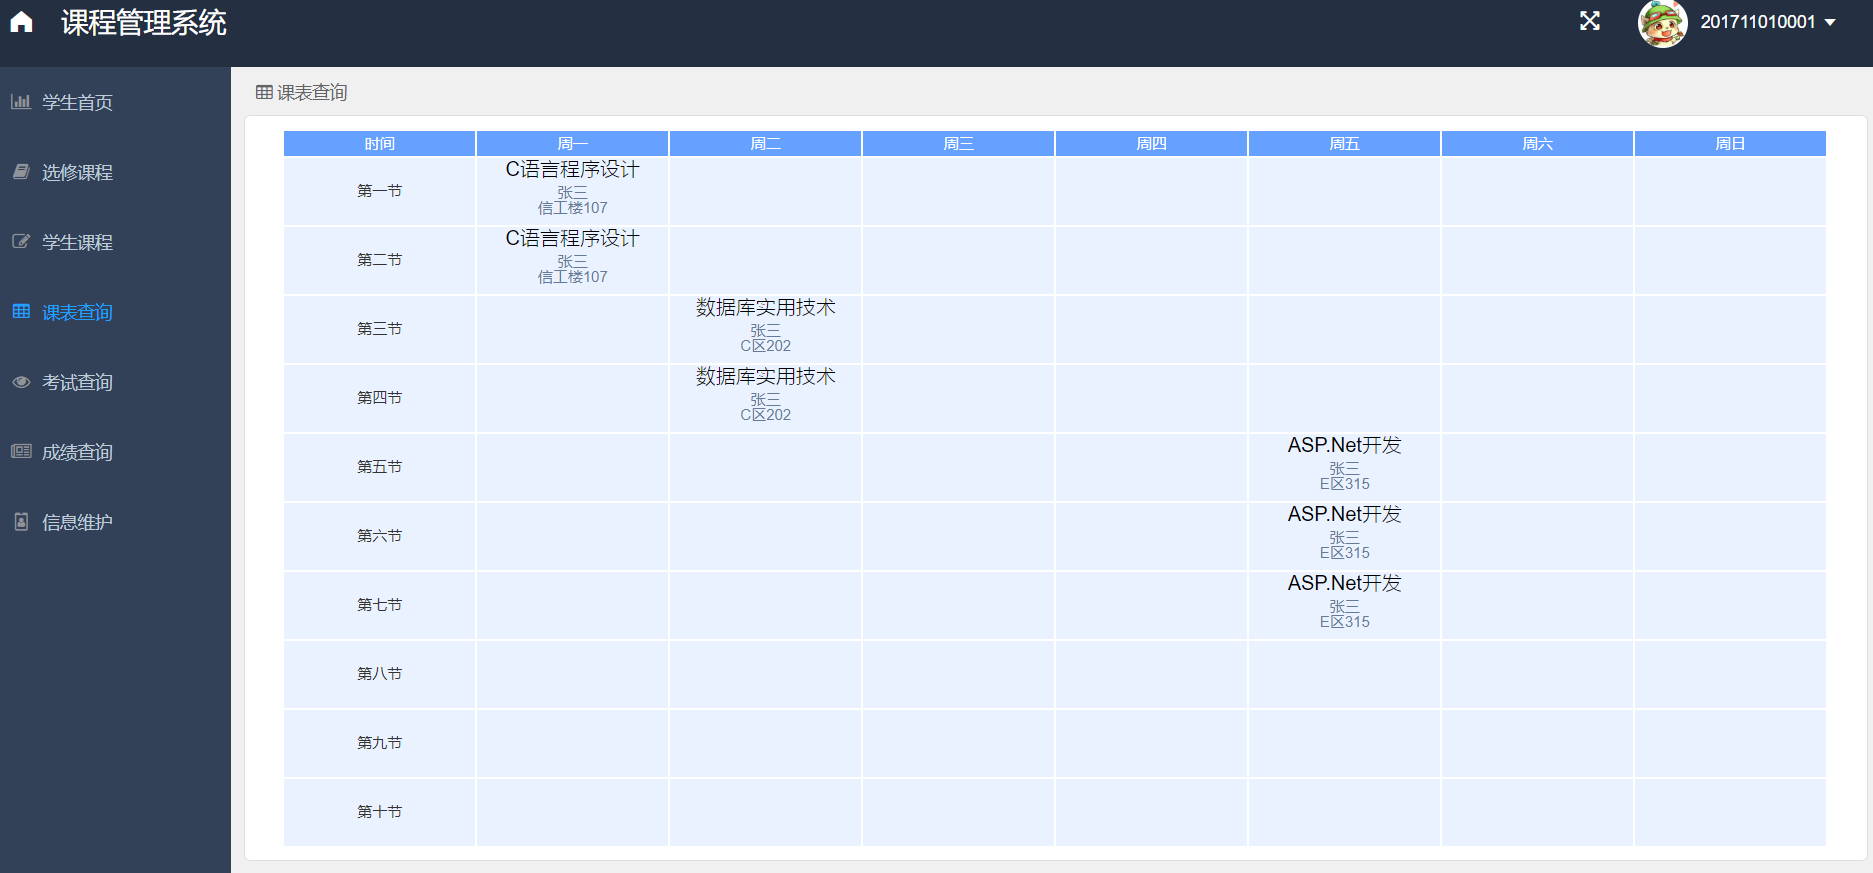 课程管理系统
201711010001
学生首页
选修课程
学生课程
课表查询
考试查询
成绩查询
信息维护
课表查询
时间 周一 周二 周三 周四 周五 周六 周日
第一节
C语言程序设计
张三
信工楼107
第二节
C语言程序设计
张三
信工楼107
第三节
数据库实用技术
张三
C区202
第四节
数据库实用技术
张三
C区202
第五节
ASP.Net开发
张三
E区315
第六节
ASP.Net开发
张三
E区315
第七节
ASP.Net开发
张三
E区315
第八节
第九节
第十节